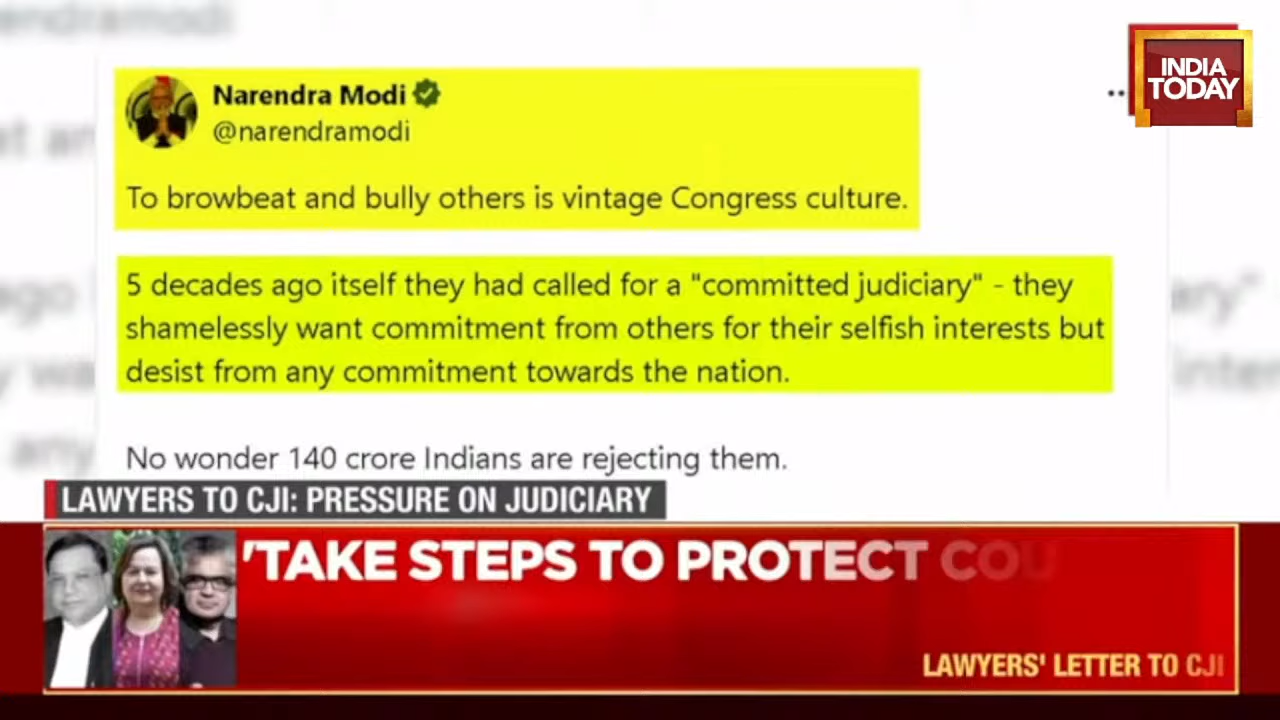 INDIA
TODAY
Narendra Modi
@narendramodi
To browbeat and bully others is vintage Congress culture.
5 decades ago itself they had called for a "committed judiciary" - they
shamelessly want commitment from others for their selfish interests but
desist from any commitment towards the nation.
No wonder 140 crore Indians are rejecting them.
LAWYERS TO CJI: PRESSURE ON JUDICIARY
'TAKE STEPS TO PROTECT COU
LAWYERS' LETTER TO CJI